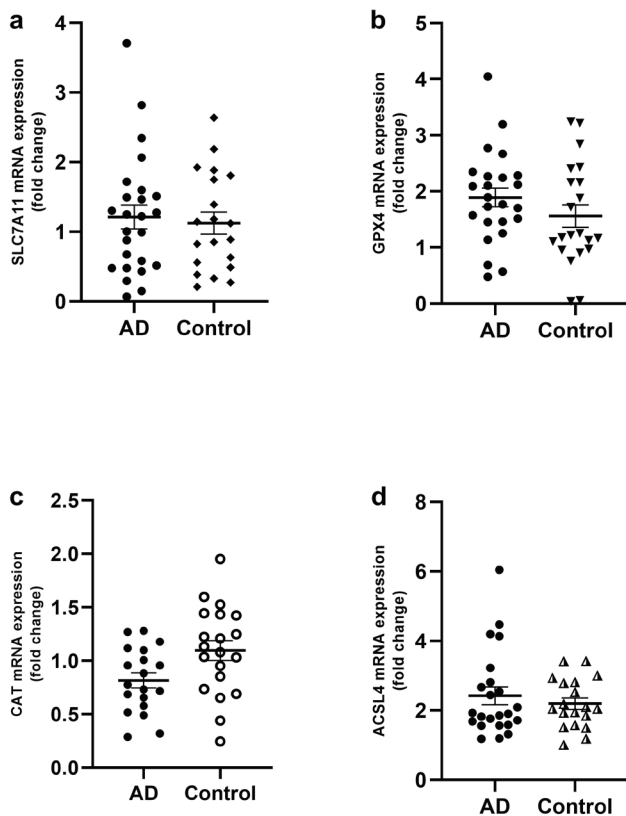 a
SLC7A11 mRNA expression
(fold change)
4
3
2
1
0
AD Control
b
GPX4 mRNA expression
(fold change)
5
4
3
2
1
0
AD Control
c
CAT mRNA expression
(fold change)
2.5
2.0
1.5
1.0
0.5
0.0
AD Control
d
ACSL4 mRNA expression
(fold change)
8
6
4
2
0
AD Control